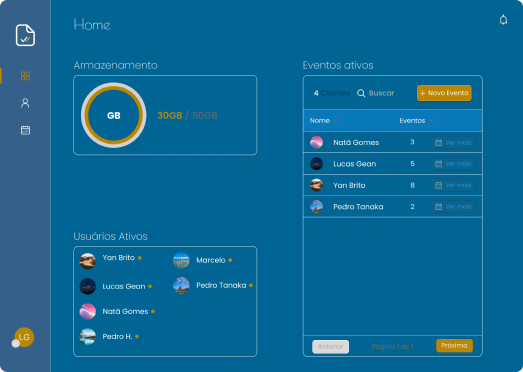 Home
Armazenamento
GB
30GB / 50GB
Usuários Ativos
Yan Brito
Marcelo
Lucas Gean
Pedro Tanaka
Natã Gomes
Pedro H.
LG
Eventos ativos
4 Clientes
Buscar
+ Novo Evento
Nome
Eventos
Natã Gomes 3 Ver mais
Lucas Gean 5 Ver mais
Yan Brito 8 Ver mais
Pedro Tanaka 2 Ver mais
Anterior
Página 1 de 1
Próxima